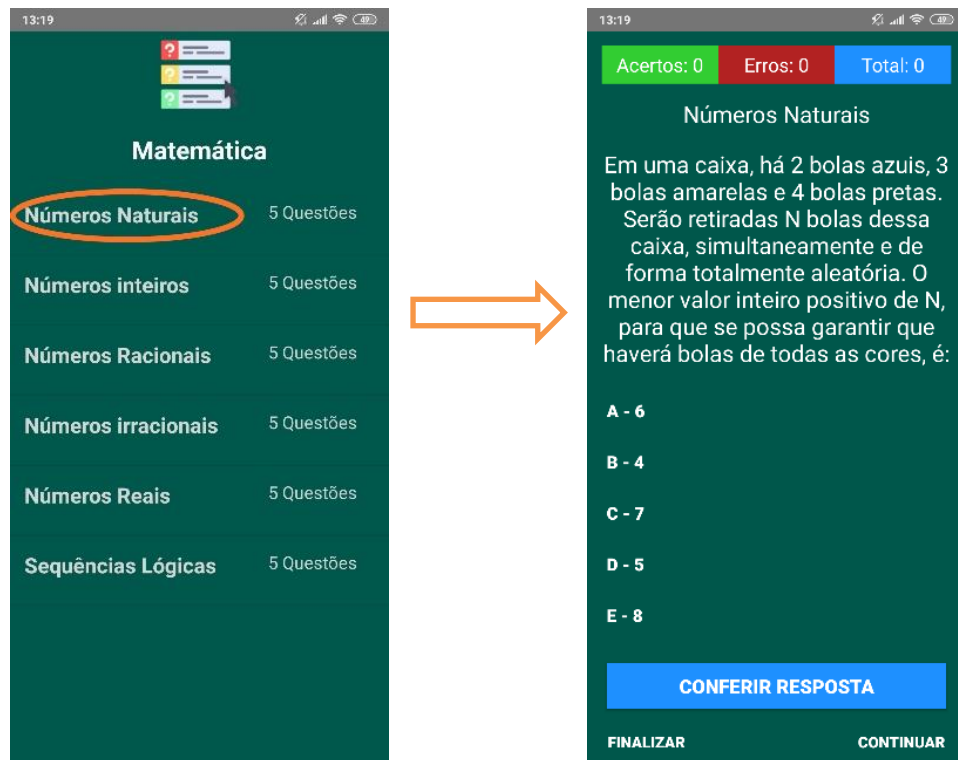 13:19
49
Matemática
Números Naturais 5 Questões
Números inteiros 5 Questões
Números Racionais 5 Questões
Números irracionais 5 Questões
Números Reais 5 Questões
Sequências Lógicas 5 Questões
13:19
49
Acertos: 0 Erros: 0 Total: 0
Números Naturais
Em uma caixa, há 2 bolas azuis, 3
bolas amarelas e 4 bolas pretas.
Serão retiradas N bolas dessa
caixa, simultaneamente e de
forma totalmente aleatória. O
menor valor inteiro positivo de N,
para que se possa garantir que
haverá bolas de todas as cores, é:
A - 6
B - 4
C - 7
D - 5
E - 8
CONFERIR RESPOSTA
FINALIZAR CONTINUAR